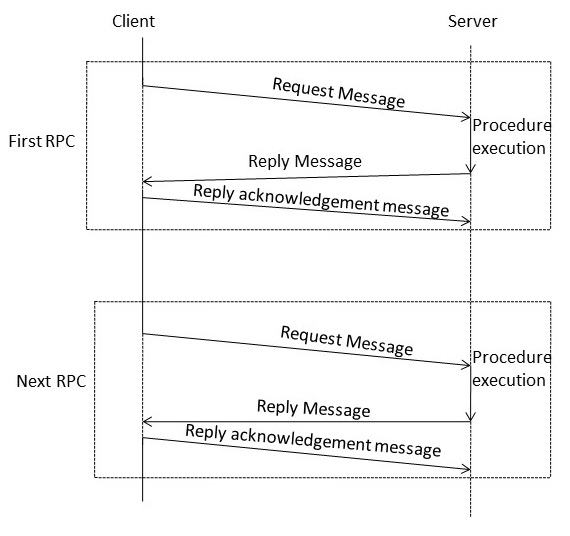 Client
Server
Request Message
First RPC
Procedure
execution
Reply Message
Reply acknowledgement message
Request Message
Next RPC
Procedure
execution
Reply Message
Reply acknowledgement message